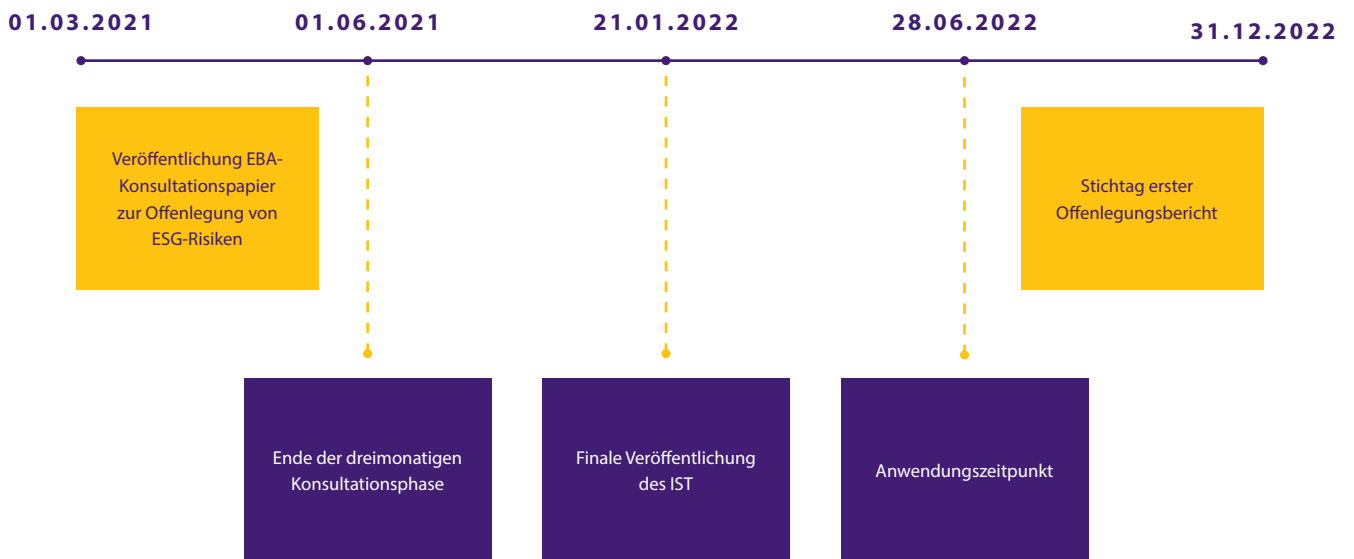 01.03.2021
01.06.2021
21.01.2022
28.06.2022
31.12.2022
Veröffentlichung EBA-
Konsultationspapier
zur Offenlegung von
ESG-Risiken
Stichtag erster
Offenlegungsbericht
Ende der dreimonatigen
Konsultationsphase
Finale Veröffentlichung
des IST
Anwendungszeitpunkt